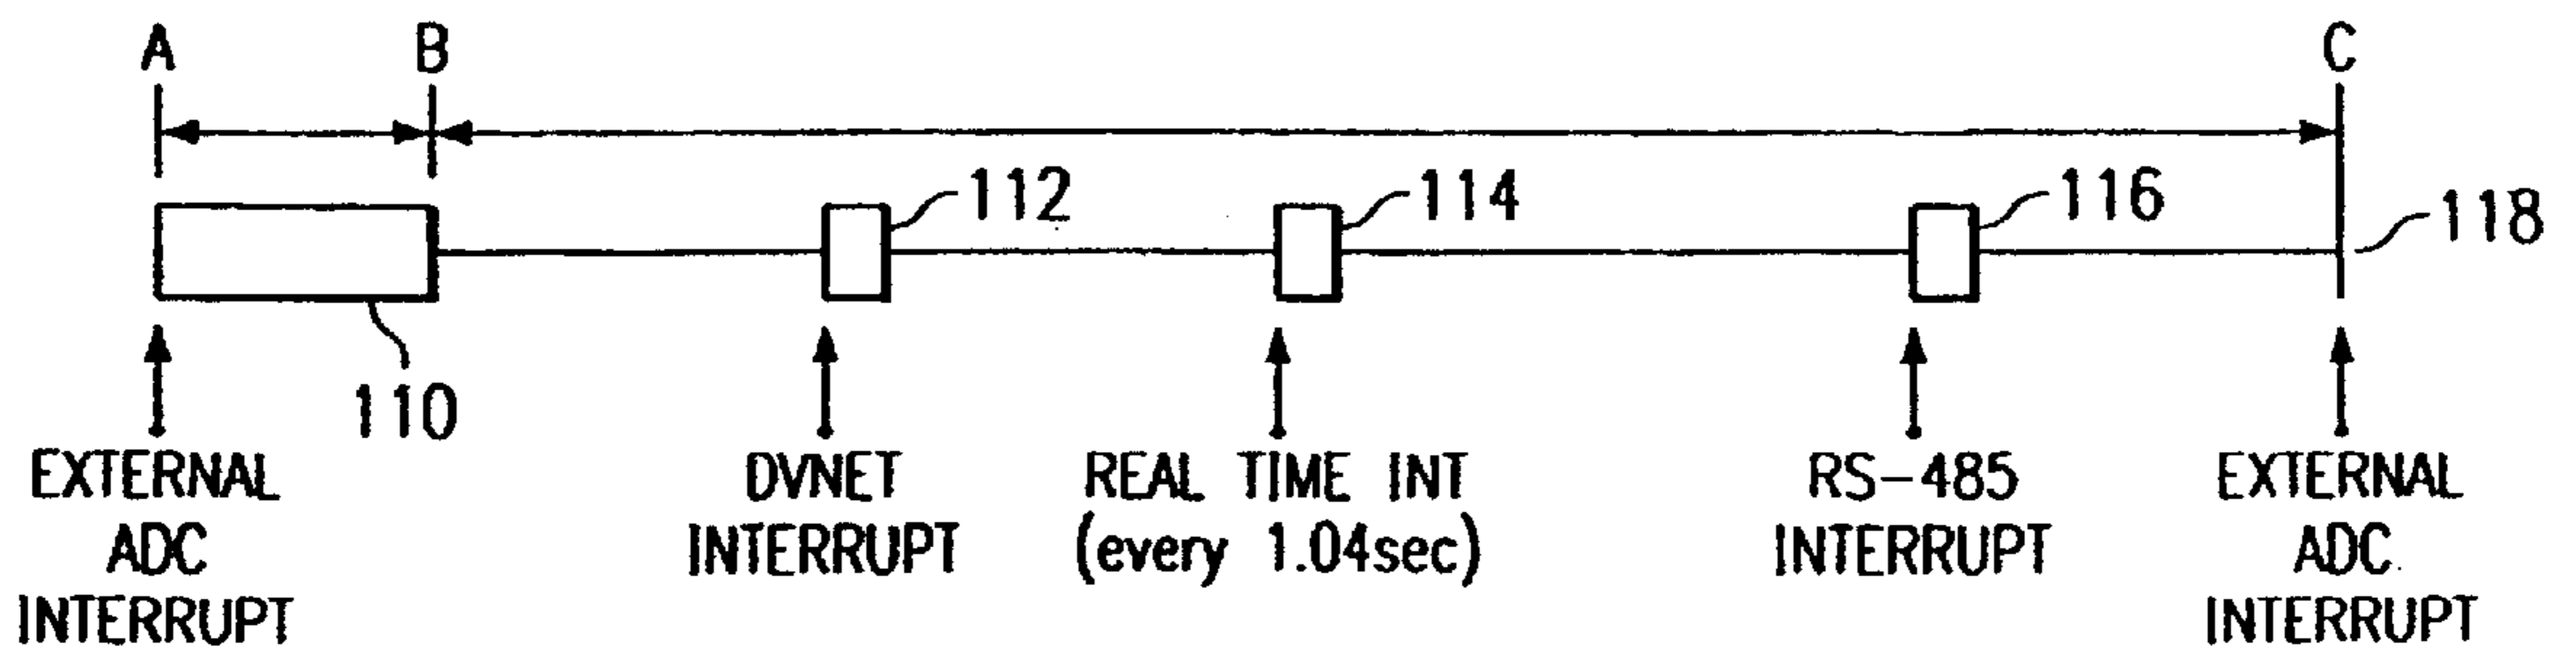 A
B
C
112
114
116
118
110
EXTERNAL
ADC
INTERRUPT
DVNET
INTERRUPT
REAL TIME INT
(every 1.04sec)
RS-485
INTERRUPT
EXTERNAL
ADC
INTERRUPT